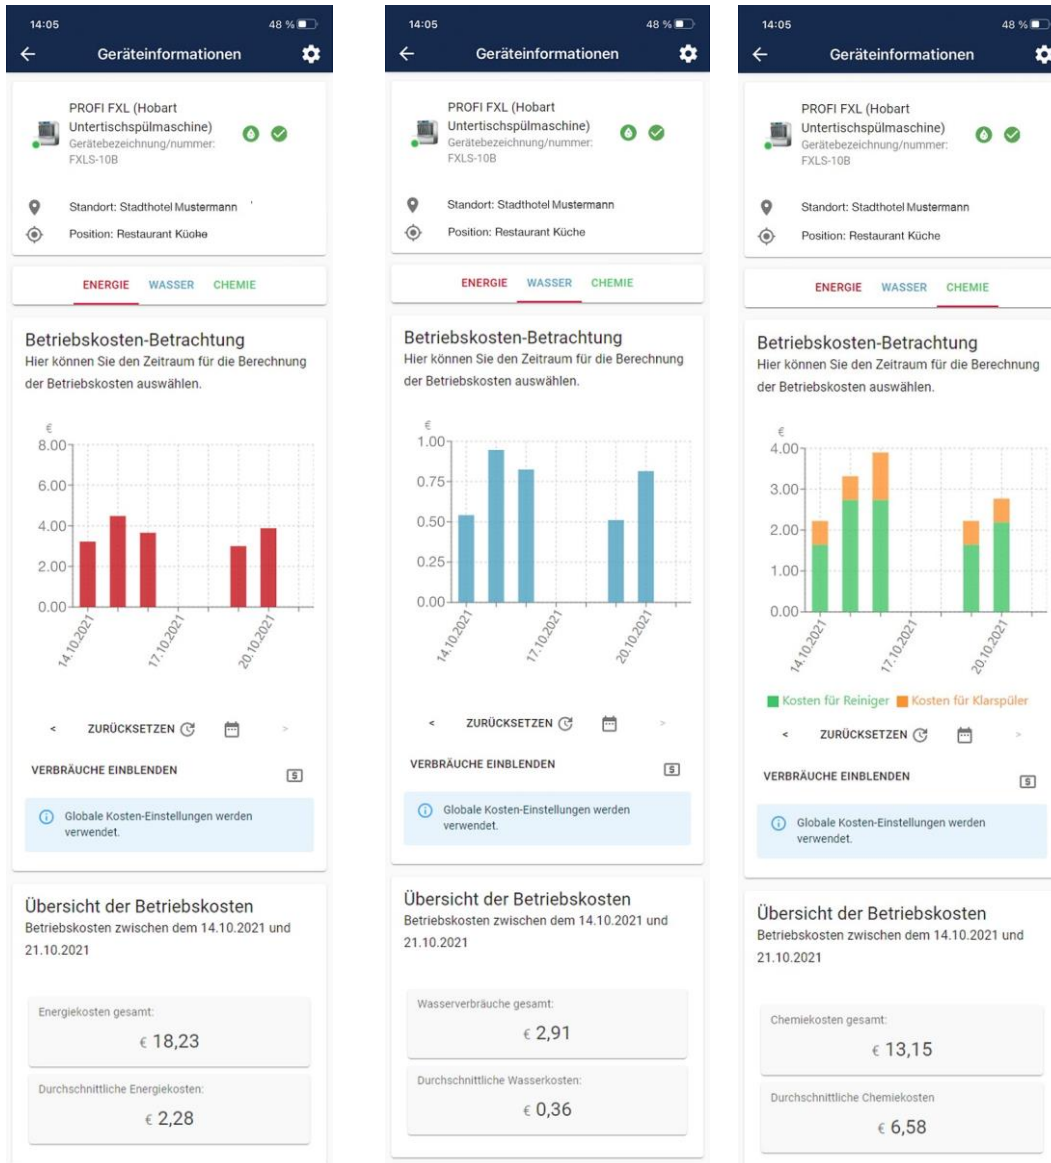 14:05
48 %
Geräteinformationen
PROFI FXL (Hobart
Untertischspülmaschine)
Gerätebezeichnung/nummer:
FXLS-10B
Standort: Stadthotel Mustermann
Position: Restaurant Küche
ENERGIE WASSER CHEMIE
Betriebskosten-Betrachtung
Hier können Sie den Zeitraum für die Berechnung
der Betriebskosten auswählen.
€
8.00
6.00
4.00
2.00
0.00
14.10.2021
17.10.2021
20.10.2021
< ZURÜCKSETZEN >
VERBRÄUCHE EINBLENDEN
$
Globale Kosten-Einstellungen werden
verwendet.
Übersicht der Betriebskosten
Betriebskosten zwischen dem 14.10.2021 und
21.10.2021
Energiekosten gesamt:
€ 18,23
Durchschnittliche Energiekosten:
€ 2,28
14:05
48 %
Geräteinformationen
PROFI FXL (Hobart
Untertischspülmaschine)
Gerätebezeichnung/nummer:
FXLS-10B
Standort: Stadthotel Mustermann
Position: Restaurant Küche
ENERGIE WASSER CHEMIE
Betriebskosten-Betrachtung
Hier können Sie den Zeitraum für die Berechnung
der Betriebskosten auswählen.
€
1.00
0.75
0.50
0.25
0.00
14.10.2021
17.10.2021
20.10.2021
< ZURÜCKSETZEN >
VERBRÄUCHE EINBLENDEN
$
Globale Kosten-Einstellungen werden
verwendet.
Übersicht der Betriebskosten
Betriebskosten zwischen dem 14.10.2021 und
21.10.2021
Wasserverbräuche gesamt:
€ 2,91
Durchschnittliche Wasserkosten:
€ 0,36
14:05
48 %
Geräteinformationen
PROFI FXL (Hobart
Untertischspülmaschine)
Gerätebezeichnung/nummer:
FXLS-10B
Standort: Stadthotel Mustermann
Position: Restaurant Küche
ENERGIE WASSER CHEMIE
Betriebskosten-Betrachtung
Hier können Sie den Zeitraum für die Berechnung
der Betriebskosten auswählen.
€
4.00
3.00
2.00
1.00
0.00
14.10.2021
17.10.2021
20.10.2021
Kosten für Reiniger Kosten für Klarspüler
< ZURÜCKSETZEN >
VERBRÄUCHE EINBLENDEN
$
Globale Kosten-Einstellungen werden
verwendet.
Übersicht der Betriebskosten
Betriebskosten zwischen dem 14.10.2021 und
21.10.2021
Chemiekosten gesamt:
€ 13,15
Durchschnittliche Chemiekosten
€ 6,58